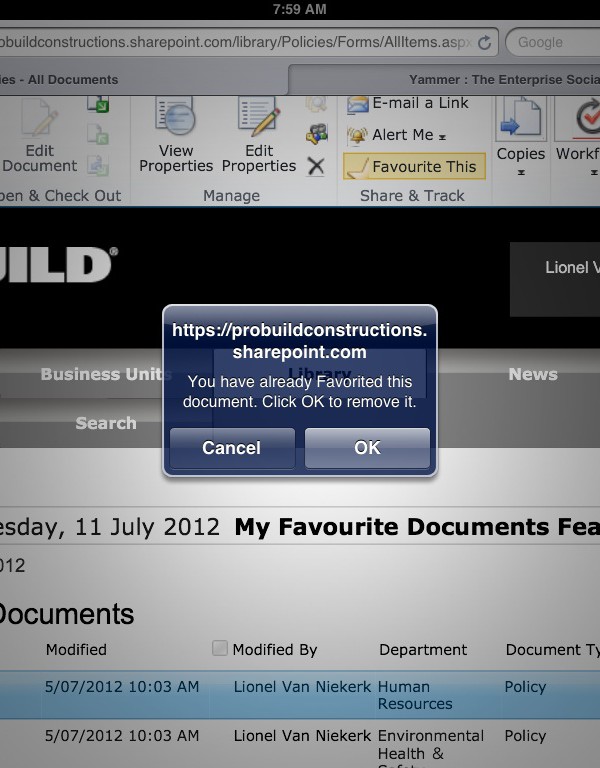 7:59 AM
obuildconstructions.sharepoint.com/library/Policies/Forms/AllItems.aspx
Google
ies - All Documents
Yammer : The Enterprise Socia
E-mail a Link
Alert Me
Favourite This
Edit
Document
View
Properties
Edit
Properties
Copies
Workf
pen & Check Out
Manage
Share & Track
UILD®
Lionel V
https://probuildconstructions.
sharepoint.com
Business Units
Library
News
You have already Favorited this
document. Click OK to remove it.
Search
Cancel
OK
esday, 11 July 2012 My Favourite Documents Fea
012
Documents
Modified
Modified By
Department
Document Ty
5/07/2012 10:03 AM
Lionel Van Niekerk
Human
Resources
Policy
5/07/2012 10:03 AM
Lionel Van Niekerk
Environmental
Health &
Safety
Policy